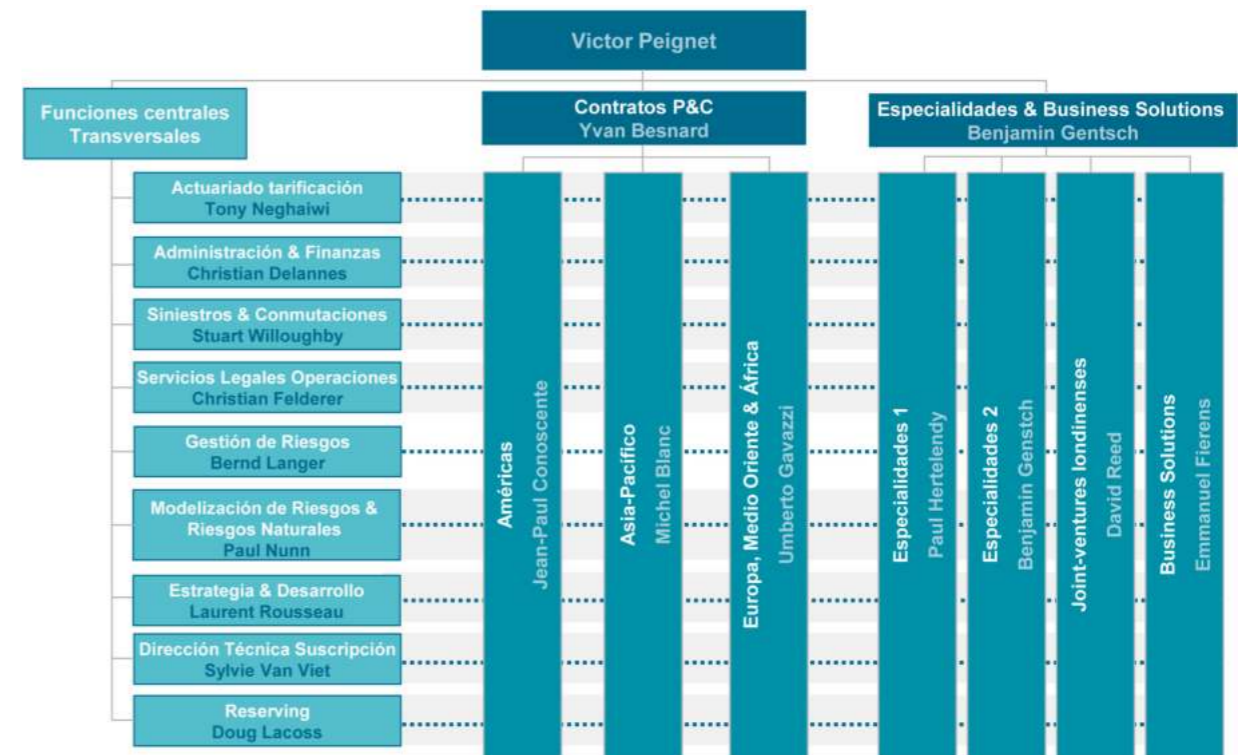 Victor Peignet
Funciones centrales
Transversales
Contratos P&C
Yvan Besnard
Especialidades & Business Solutions
Benjamin Gentsch
Actuariado tarificación
Tony Neghaiwi
Administración & Finanzas
Christian Delannes
Siniestros & Conmutaciones
Stuart Willoughby
Servicios Legales Operaciones
Christian Felderer
Gestión de Riesgos
Bernd Langer
Modelización de Riesgos &
Riesgos Naturales
Paul Nunn
Estrategia & Desarrollo
Laurent Rousseau
Dirección Técnica Suscripción
Sylvie Van Viet
Reserving
Doug Lacoss
Américas
Jean-Paul Conoscente
Asia-Pacífico
Michel Blanc
Europa, Medio Oriente & África
Umberto Gavazzi
Especialidades 1
Paul Hertelendy
Especialidades 2
Benjamin Genstch
Joint-ventures londinenses
David Reed
Business Solutions
Emmanuel Fierens